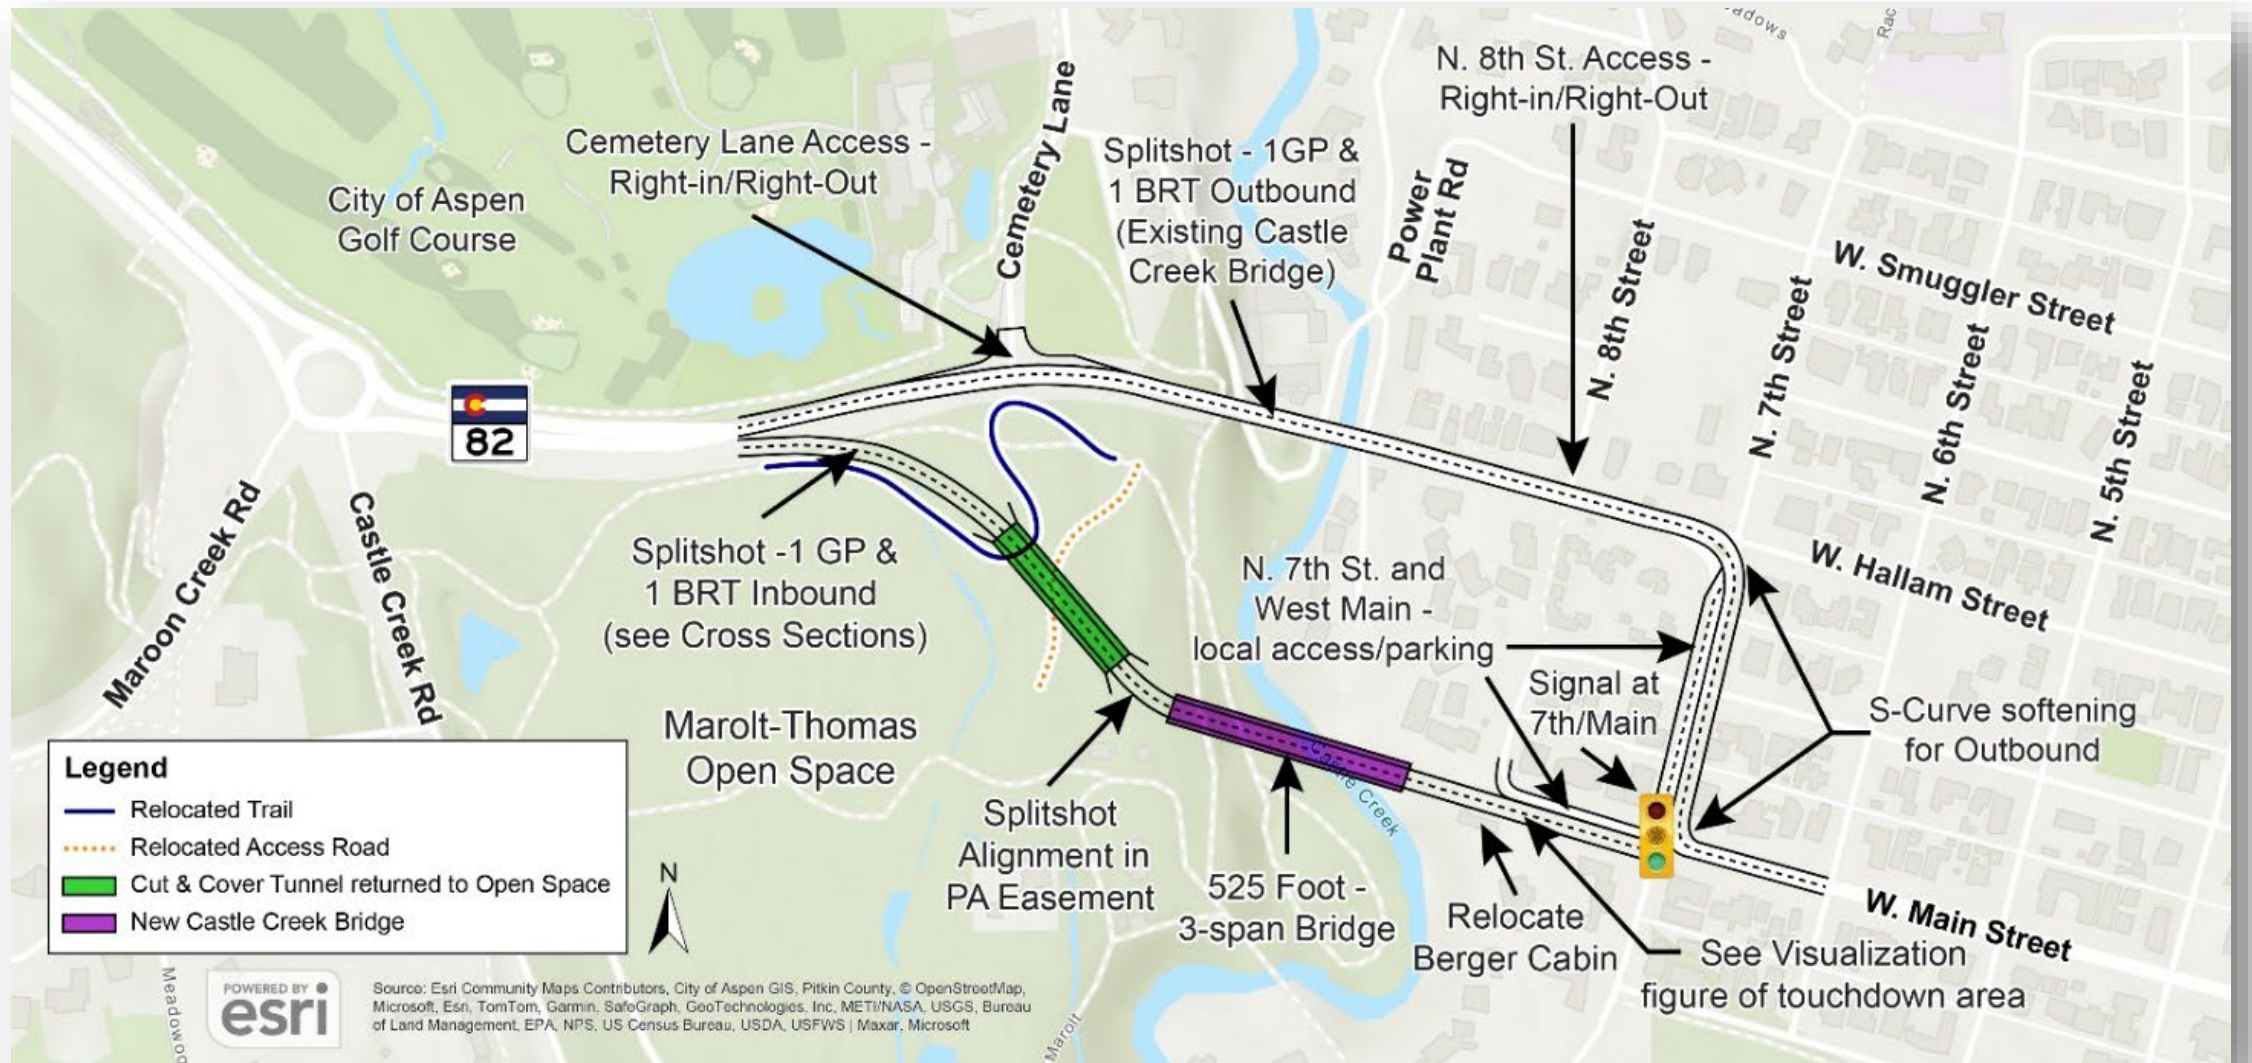 adows
Rac
N. 8th St. Access -
Right-in/Right-Out
Cemetery Lane Access -
Right-in/Right-Out
Cemetery Lane
Splitshot - 1GP &
1 BRT Outbound
(Existing Castle
Creek Bridge)
Power
Plant Rd
City of Aspen
Golf Course
N. 8th Street
N. 7th Street
W. Smuggler Street
N. 6th Street
N. 5th Street
82
Maroon Creek Rd
Castle Creek Rd
Splitshot -1 GP &
1 BRT Inbound
(see Cross Sections)
N. 7th St. and
West Main -
local access/parking
W. Hallam Street
Signal at
7th/Main
S-Curve softening
for Outbound
Marolt-Thomas
Open Space
Castle Creek
Splitshot
Alignment in
PA Easement
525 Foot -
3-span Bridge
Relocate
Berger Cabin
W. Main Street
See Visualization
figure of touchdown area
Legend
Relocated Trail
Relocated Access Road
Cut & Cover Tunnel returned to Open Space
New Castle Creek Bridge
N
Meadowoo
Marolt
POWERED BY
esri
Source: Esri Community Maps Contributors, City of Aspen GIS, Pitkin County, © OpenStreetMap,
Microsoft, Esri, TomTom, Garmin, SafeGraph, GeoTechnologies, Inc, METI/NASA, USGS, Bureau
of Land Management, EPA, NPS, US Census Bureau, USDA, USFWS | Maxar, Microsoft